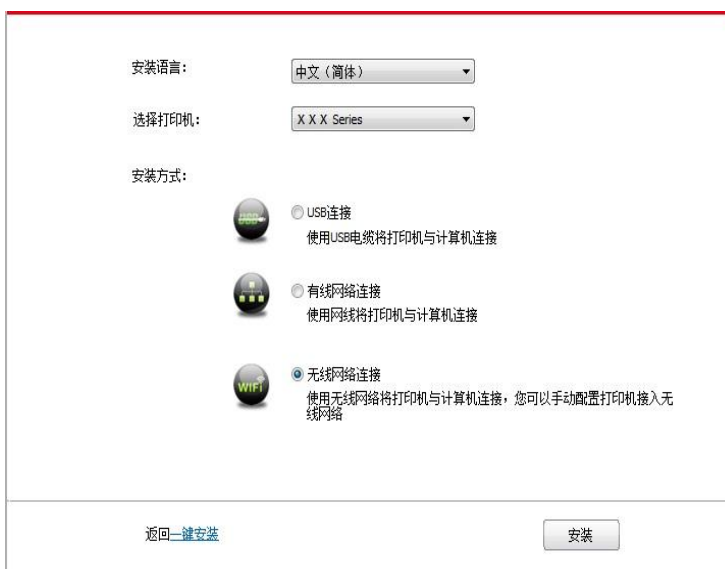 安装语言：
中文（简体）
选择打印机：
X X X Series
安装方式：
USB
USB连接
使用USB电缆将打印机与计算机连接
有线网络连接
使用网线将打印机与计算机连接
WiFi
无线网络连接
使用无线网络将打印机与计算机连接，您可以手动配置打印机接入无
线网络
返回一键安装
安装